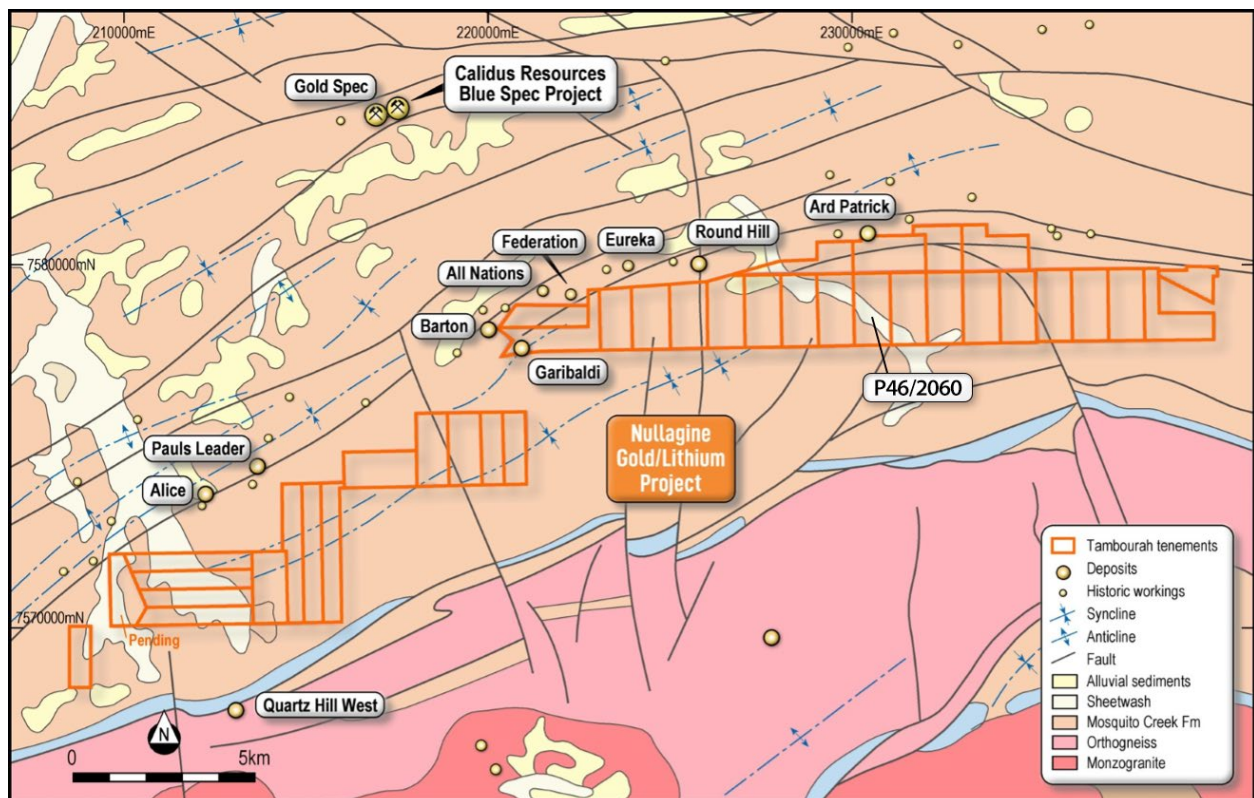 210000mE
220000mE
230000mE
Gold Spec
Calidus Resources
Blue Spec Project
Ard Patrick
Round Hill
Eureka
Federation
All Nations
7580000mN
Barton
Garibaldi
P46/2060
Nullagine
Gold/Lithium
Project
Pauls Leader
Alice
7570000mN
Pending
Quartz Hill West
N
0
5km
Tambourah tenements
Deposits
Historic workings
Syncline
Anticline
Fault
Alluvial sediments
Sheetwash
Mosquito Creek Fm
Orthogneiss
Monzogranite